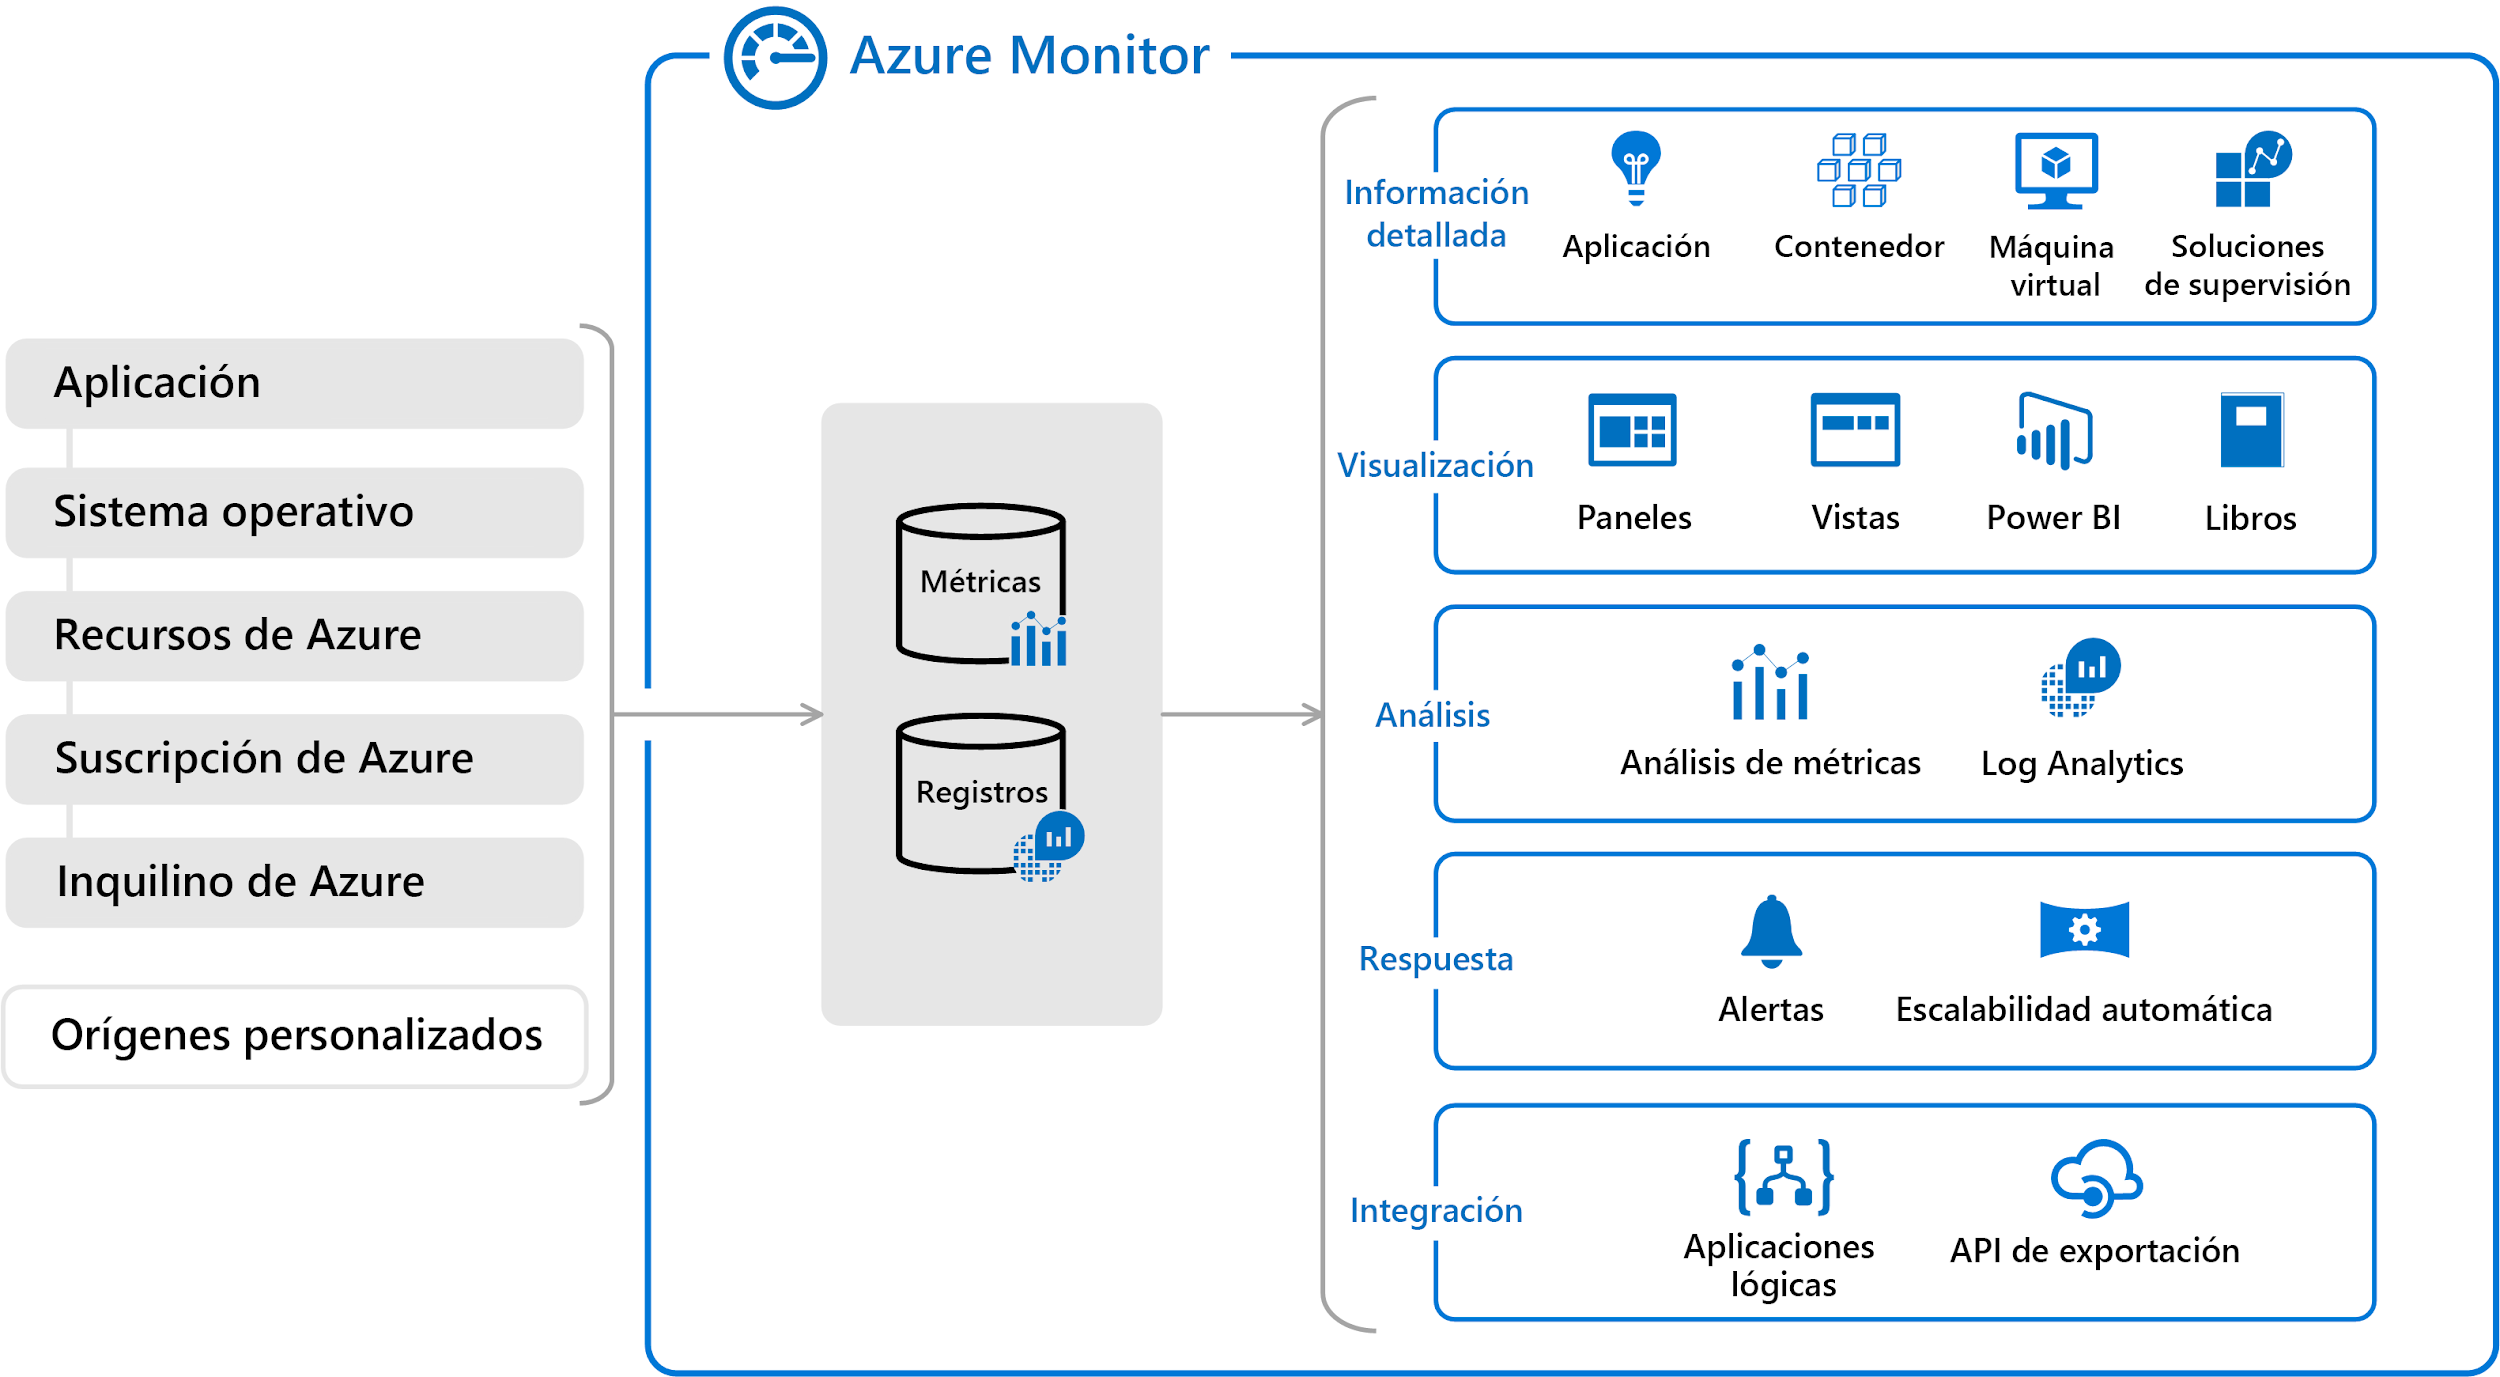 Azure Monitor
Aplicación
Sistema operativo
Recursos de Azure
Suscripción de Azure
Inquilino de Azure
Orígenes personalizados
Métricas
Registros
Información
detallada
Aplicación
Contenedor
Máquina
virtual
Soluciones
de supervisión
Visualización
Paneles
Vistas
Power BI
Libros
Análisis
Análisis de métricas
Log Analytics
Respuesta
Alertas
Escalabilidad automática
Integración
Aplicaciones
lógicas
API de exportación